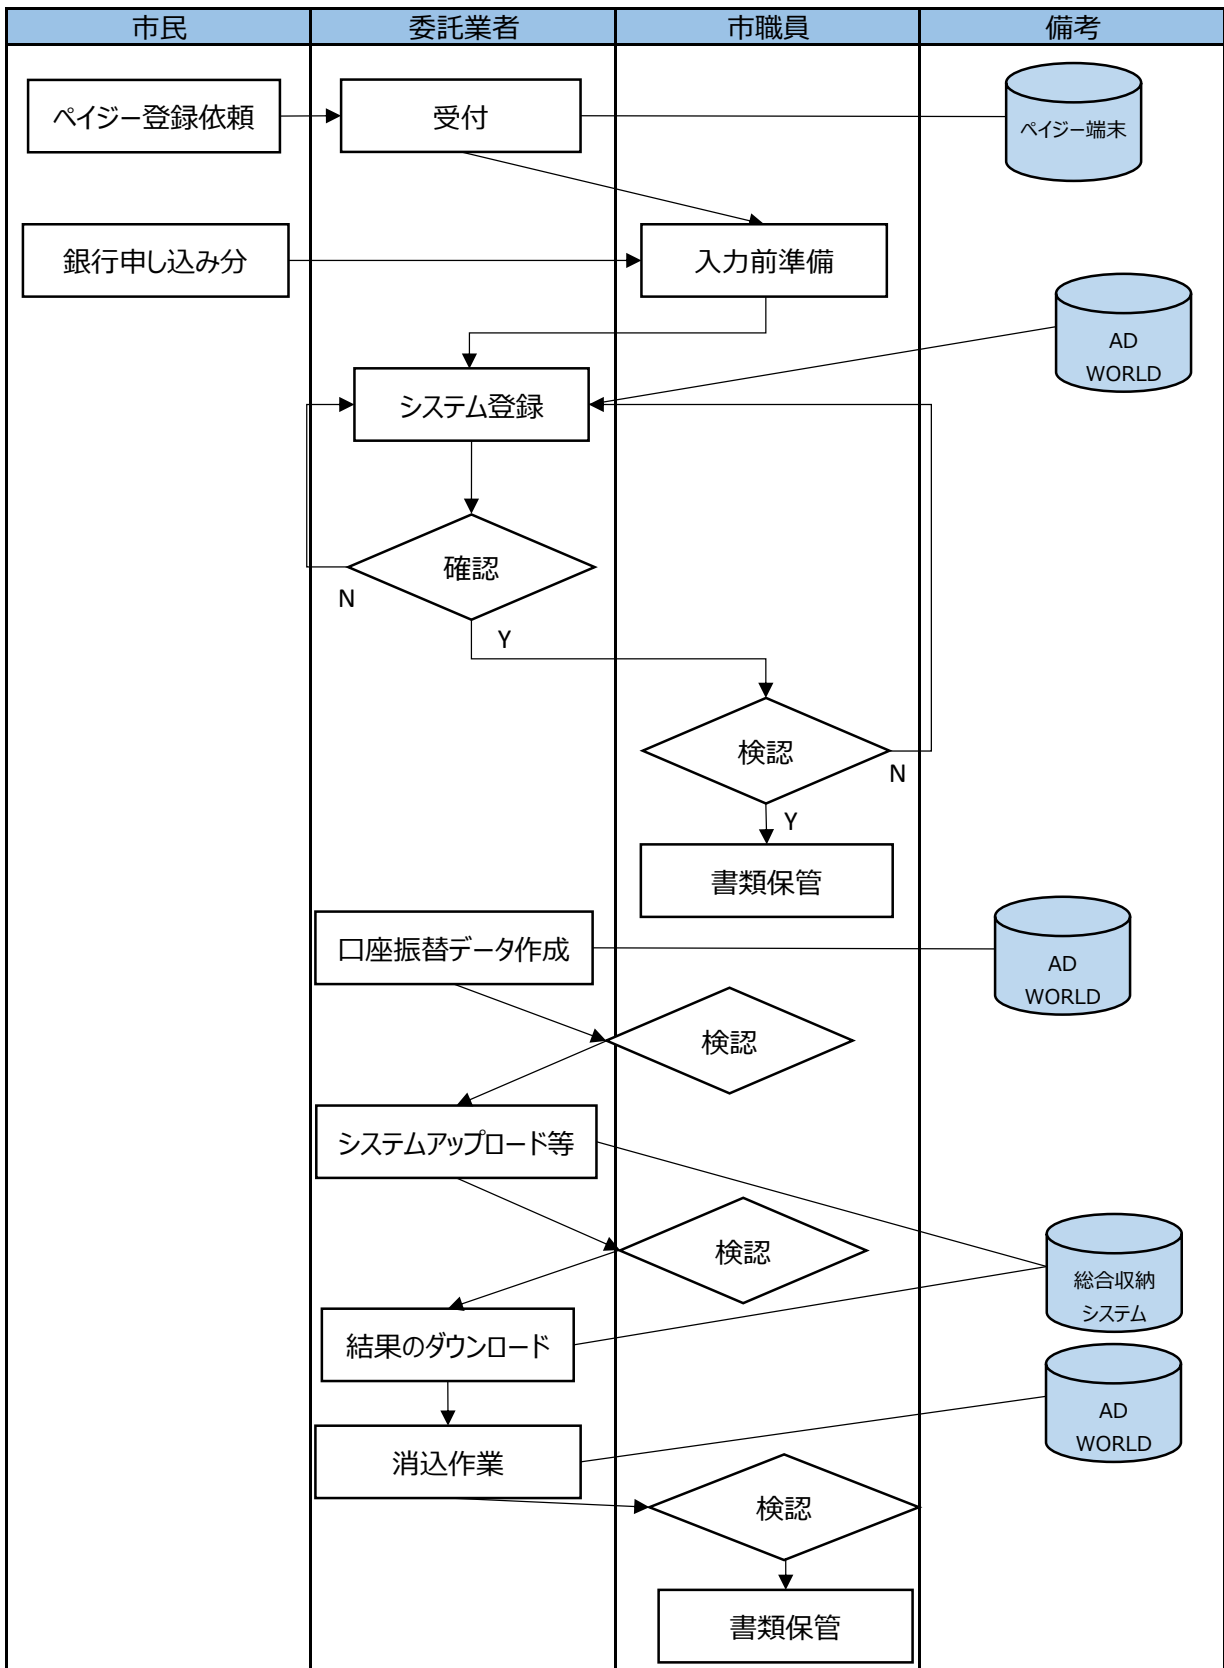 市民
委託業者
市職員
備考
ペイジー登録依頼
受付
ペイジー端末
銀行申し込み分
入力前準備
AD
WORLD
システム登録
確認
N
Y
検認
N
Y
書類保管
口座振替データ作成
AD
WORLD
検認
システムアップロード等
検認
総合収納
システム
結果のダウンロード
AD
WORLD
消込作業
検認
書類保管